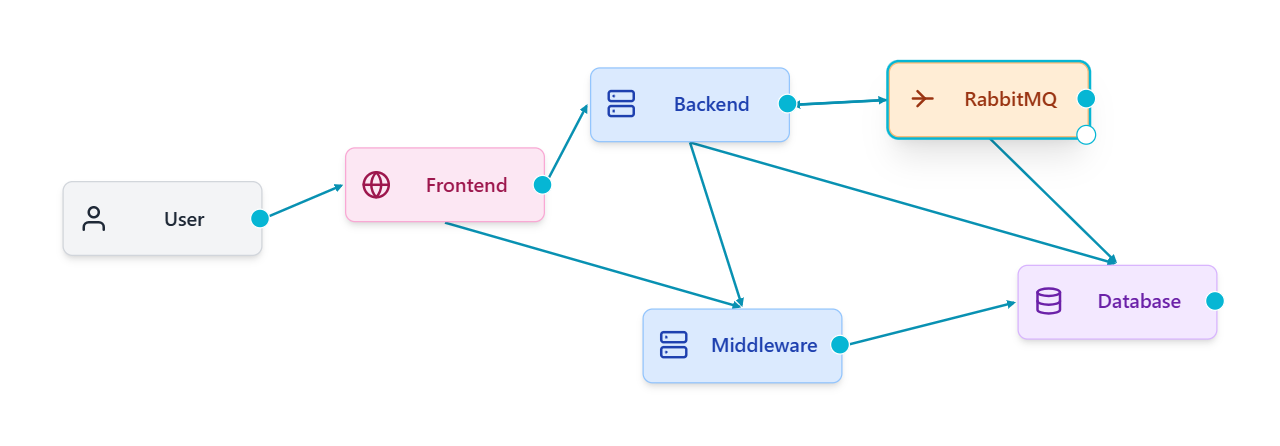 User
Frontend
Backend
RabbitMQ
Middleware
Database